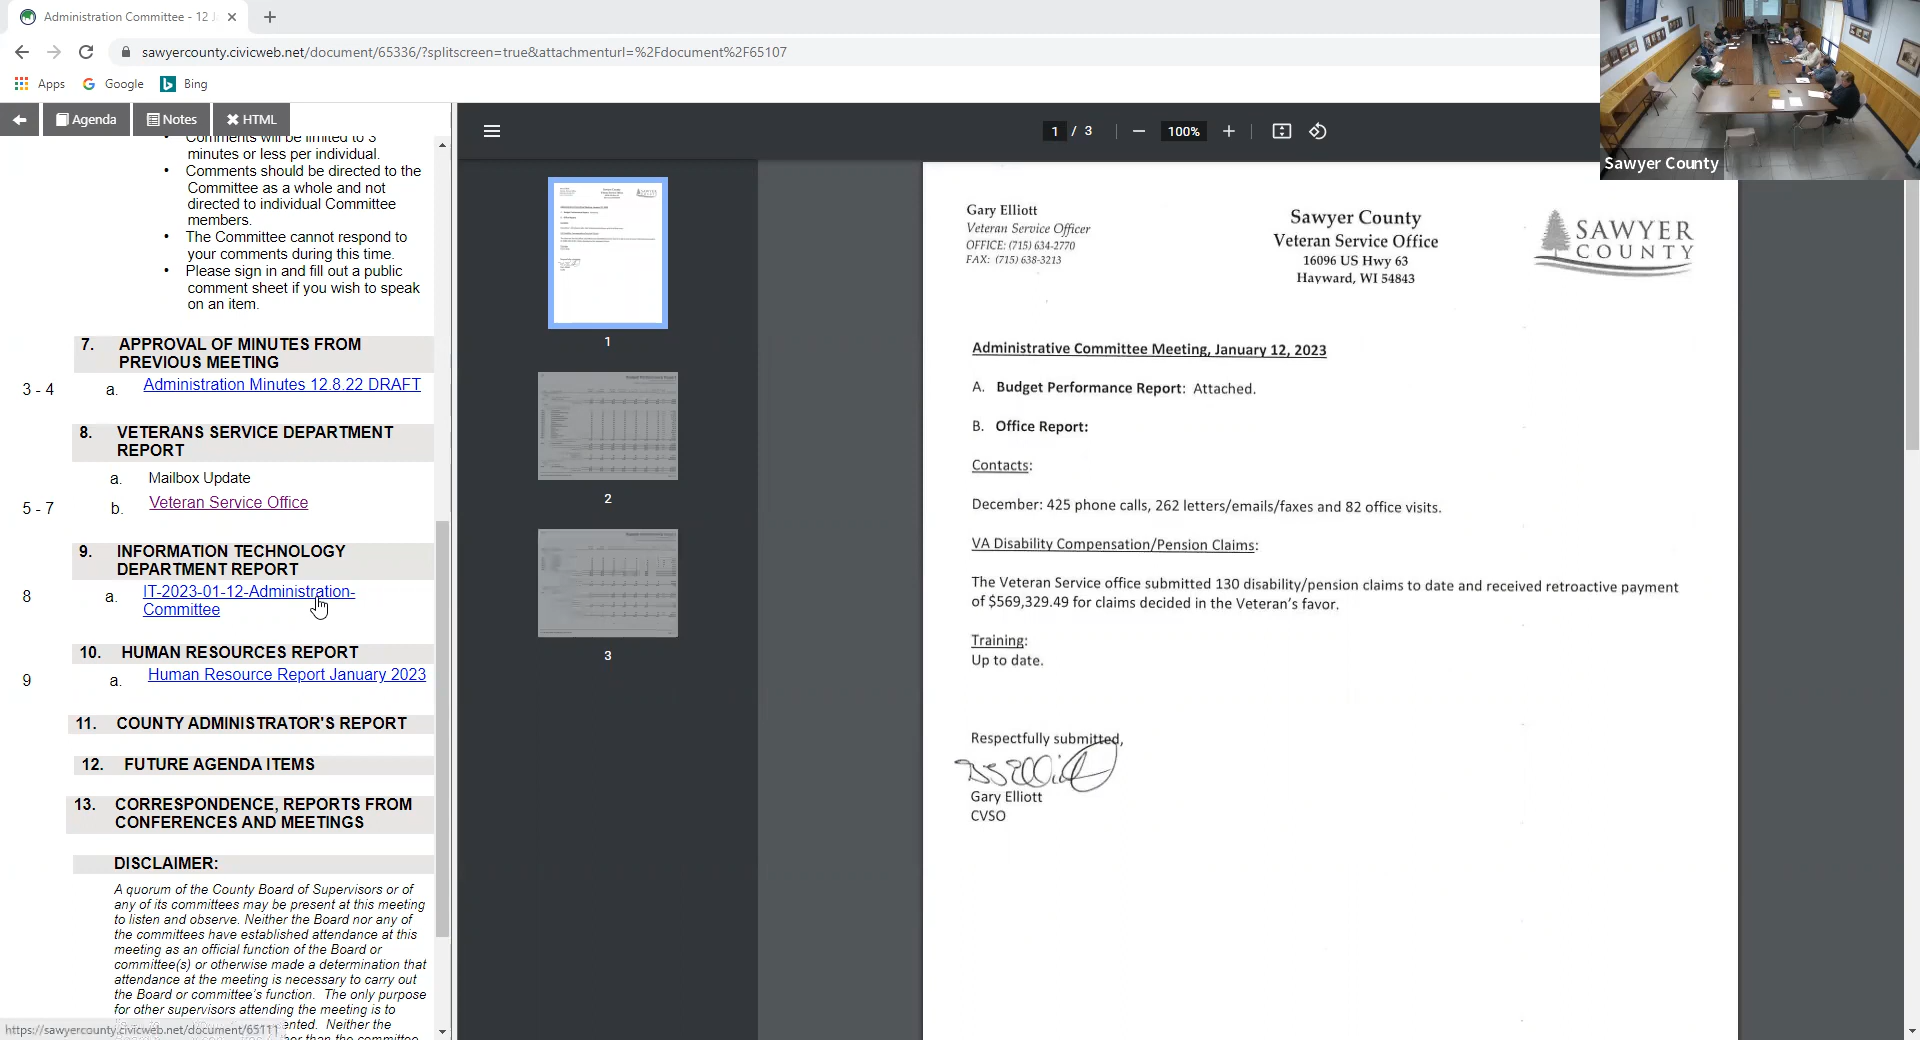 Administration Committee - 12 J
sawyercounty.civicweb.net/document/65336/?splitscreen=true&attachmenturl=%2Fdocument%2F65107
Apps
Google
Bing
Agenda
Notes
HTML
• Comments will be limited to 3
minutes or less per individual.
• Comments should be directed to the
Committee as a whole and not
directed to individual Committee
members.
• The Committee cannot respond to
your comments during this time.
• Please sign in and fill out a public
comment sheet if you wish to speak
on an item.
7. APPROVAL OF MINUTES FROM
PREVIOUS MEETING
3 - 4 a. Administration Minutes 12.8.22 DRAFT
8. VETERANS SERVICE DEPARTMENT
REPORT
a. Mailbox Update
5 - 7 b. Veteran Service Office
9. INFORMATION TECHNOLOGY
DEPARTMENT REPORT
8 a. IT-2023-01-12-Administration-
Committee
10. HUMAN RESOURCES REPORT
9 a. Human Resource Report January 2023
11. COUNTY ADMINISTRATOR'S REPORT
12. FUTURE AGENDA ITEMS
13. CORRESPONDENCE, REPORTS FROM
CONFERENCES AND MEETINGS
DISCLAIMER:
A quorum of the County Board of Supervisors or of
any of its committees may be present at this meeting
to listen and observe. Neither the Board nor any of
the committees have established attendance at this
meeting as an official function of the Board or
committee(s) or otherwise made a determination that
attendance at the meeting is necessary to carry out
the Board or committee's function. The only purpose
for other supervisors attending the meeting is to
ented. Neither the
her than the committee
https://sawyercounty.civicweb.net/document/65111
1 / 3
100%
1
2
3
Sawyer County
Gary Elliott
Veteran Service Officer
OFFICE: (715) 634-2770
FAX: (715) 638-3213
Sawyer County
Veteran Service Office
16096 US Hwy 63
Hayward, WI 54843
SAWYER
COUNTY
Administrative Committee Meeting, January 12, 2023
A. Budget Performance Report: Attached.
B. Office Report:
Contacts:
December: 425 phone calls, 262 letters/emails/faxes and 82 office visits.
VA Disability Compensation/Pension Claims:
The Veteran Service office submitted 130 disability/pension claims to date and received retroactive payment
of $569,329.49 for claims decided in the Veteran's favor.
Training:
Up to date.
Respectfully submitted,
Gary Elliott
CVSO